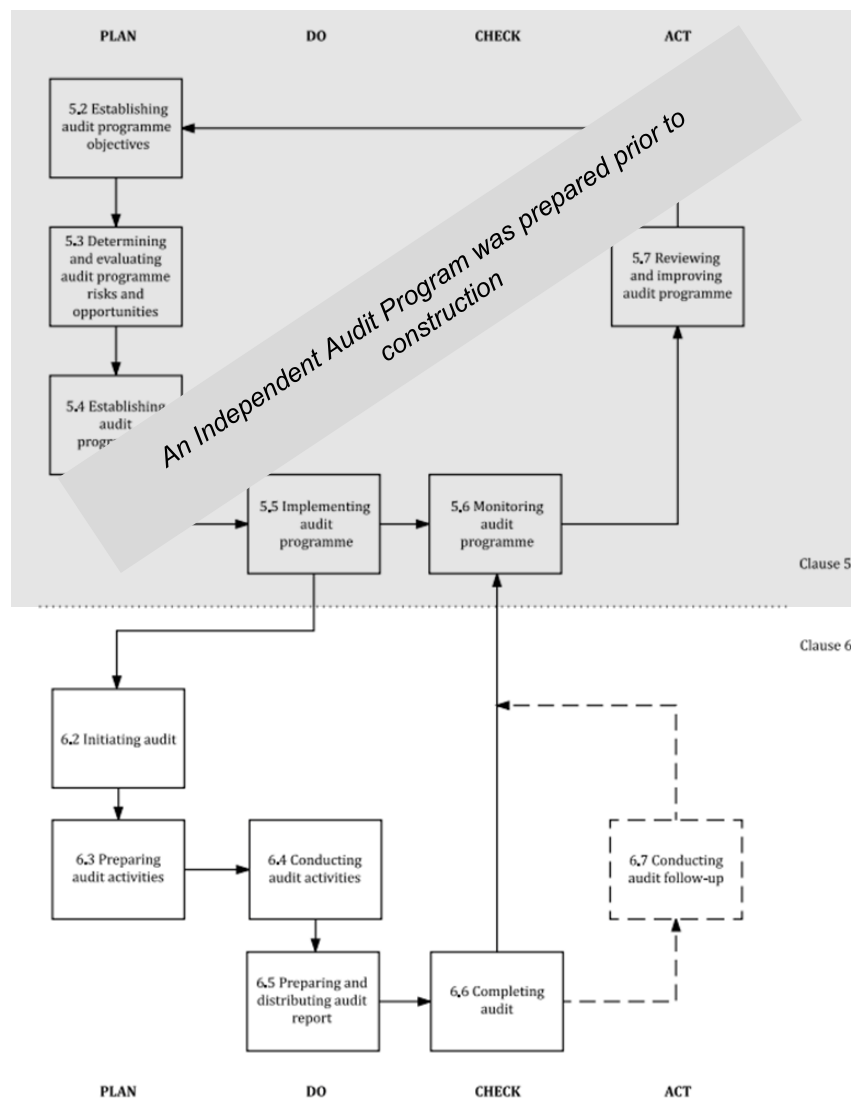 PLAN DO CHECK ACT
5.2 Establishing
audit programme
objectives
An Independent Audit Program was prepared prior to
construction
5.3 Determining
and evaluating
audit programme
risks and
opportunities
5.7 Reviewing
and improving
audit programme
5.4 Establishing
audit
5.5 Implementing
audit
programme
5.6 Monitoring
audit
programme
Clause 5
Clause 6
6.2 Initiating audit
6.3 Preparing
audit activities
6.4 Conducting
audit activities
6.7 Conducting
audit follow-up
6.5 Preparing and
distributing audit
report
6.6 Completing
audit
PLAN DO CHECK ACT